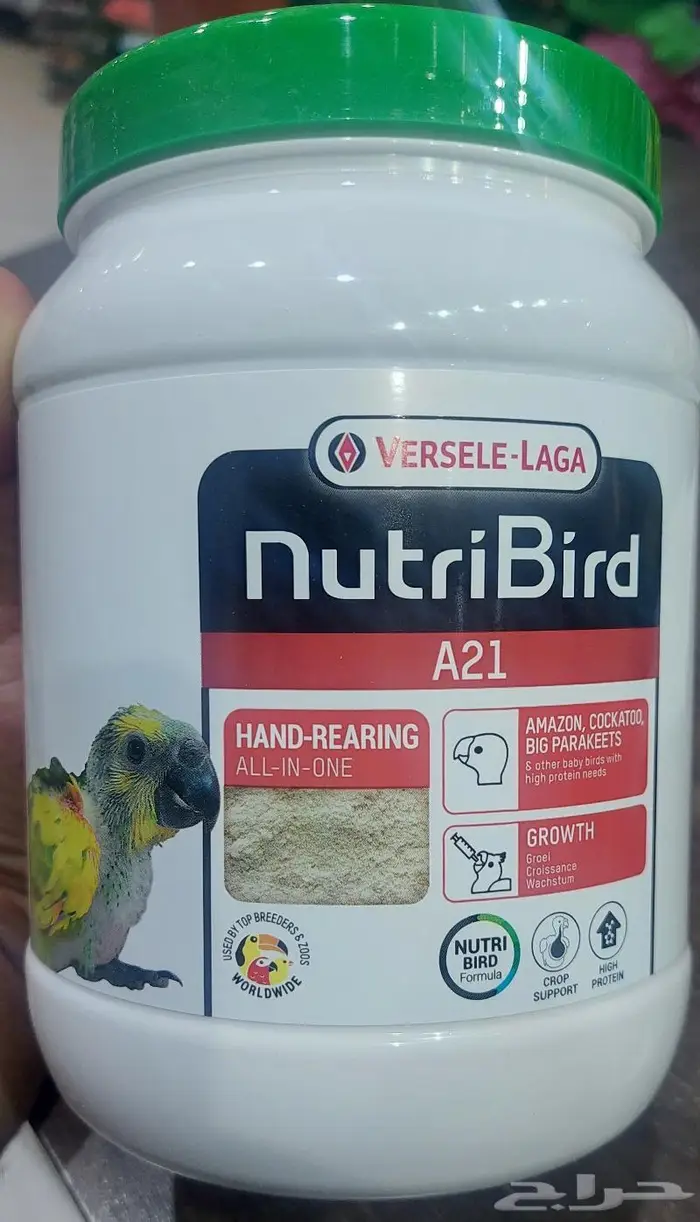 VERSELE-LAGA
NutriBird
A21
HAND-REARING
ALL-IN-ONE
AMAZON, COCKATOO,
BIG PARAKEETS
& other baby birds with
high protein needs
GROWTH
Groei
Croissance
Wachstum
USED BY TOP BREEDERS & ZOOS
WORLDWIDE
NUTRI
BIRD
Formula
CROP
SUPPORT
HIGH
PROTEIN
حراج